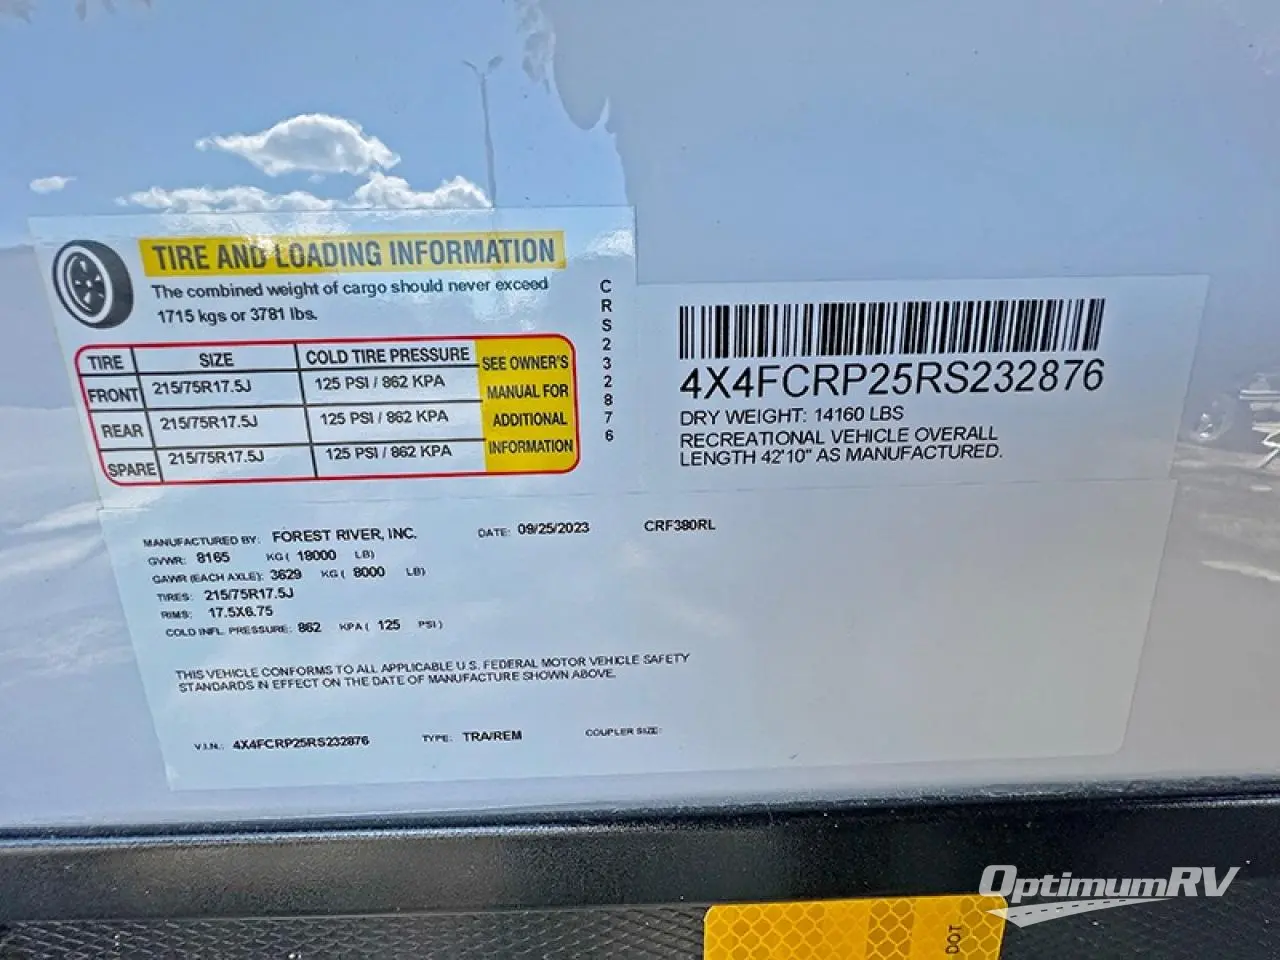 TIRE AND LOADING INFORMATION
The combined weight of cargo should never exceed
1715 kgs or 3781 lbs.
TIRE SIZE COLD TIRE PRESSURE
FRONT 215/75R17.5J 125 PSI / 862 KPA
REAR 215/75R17.5J 125 PSI / 862 KPA
SPARE 215/75R17.5J 125 PSI / 862 KPA
SEE OWNER'S
MANUAL FOR
ADDITIONAL
INFORMATION
CRS232876
4X4FCRP25RS232876
DRY WEIGHT: 14160 LBS
RECREATIONAL VEHICLE OVERALL
LENGTH 42'10" AS MANUFACTURED.
MANUFACTURED BY: FOREST RIVER, INC. DATE: 09/25/2023 CRF380RL
GVWR: 8165 KG ( 18000 LB)
GAWR (EACH AXLE): 3629 KG ( 8000 LB)
TIRES: 215/75R17.5J
RIMS: 17.5X6.75
COLD INFL. PRESSURE: 862 KPA ( 125 PSI )
THIS VEHICLE CONFORMS TO ALL APPLICABLE U.S. FEDERAL MOTOR VEHICLE SAFETY
STANDARDS IN EFFECT ON THE DATE OF MANUFACTURE SHOWN ABOVE.
V.I.N.: 4X4FCRP25RS232876 TYPE: TRA/REM COUPLER SIZE:
OptimumRV
DOT